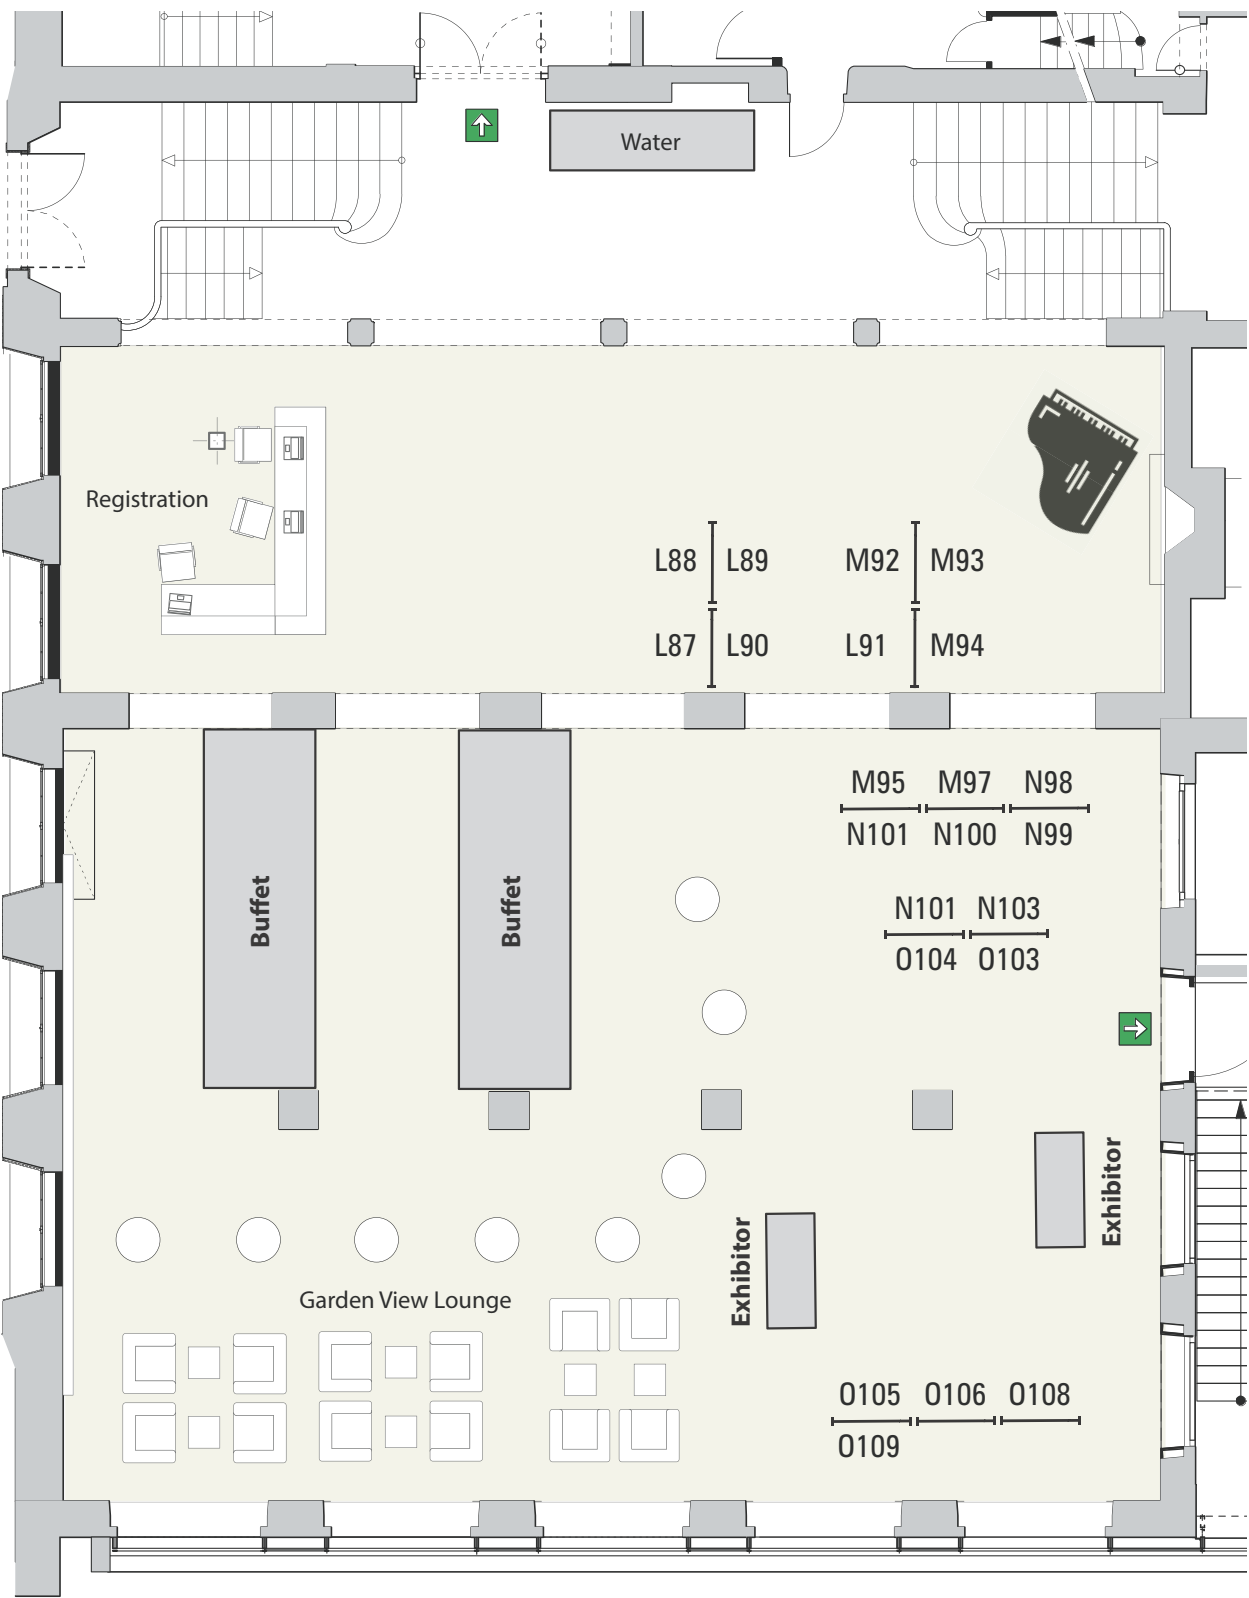 Water
Registration
L88 L89 M92 M93
L87 L90 L91 M94
M95 M97 N98
N101 N100 N99
Buffet
Buffet
N101 N103
O104 O103
Exhibitor
Exhibitor
Garden View Lounge
O105 O106 O108
O109